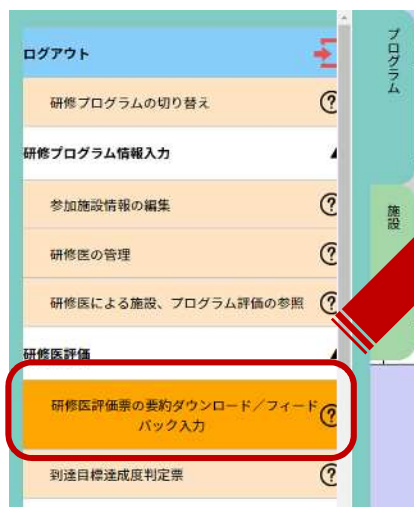 ログアウト
研修プログラムの切り替え
研修プログラム情報入力
参加施設情報の編集
研修医の管理
研修医による施設、プログラム評価の参照
研修医評価
研修医評価票の要約ダウンロード／フィード
バック入力
到達目標達成度判定票
プログラム
施設